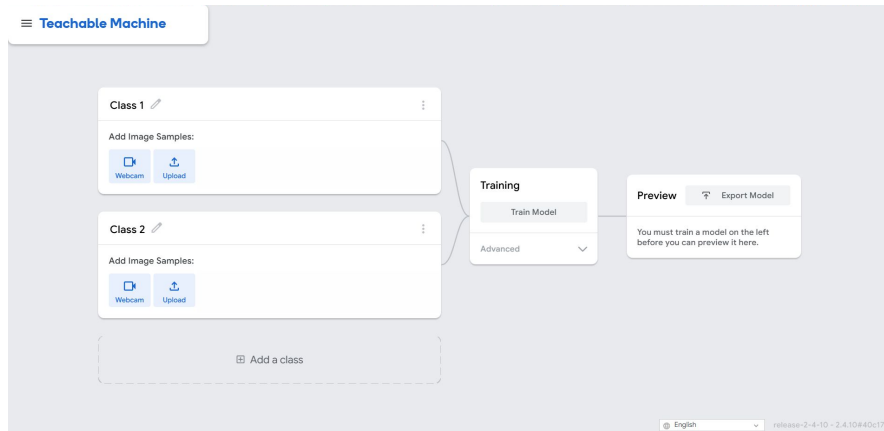 Teachable Machine
Class 1
Add Image Samples:
Webcam
Upload
Class 2
Add Image Samples:
Webcam
Upload
Add a class
Training
Train Model
Advanced
Preview
Export Model
You must train a model on the left
before you can preview it here.
English
release-2-4-10 - 2.4.10#40c17